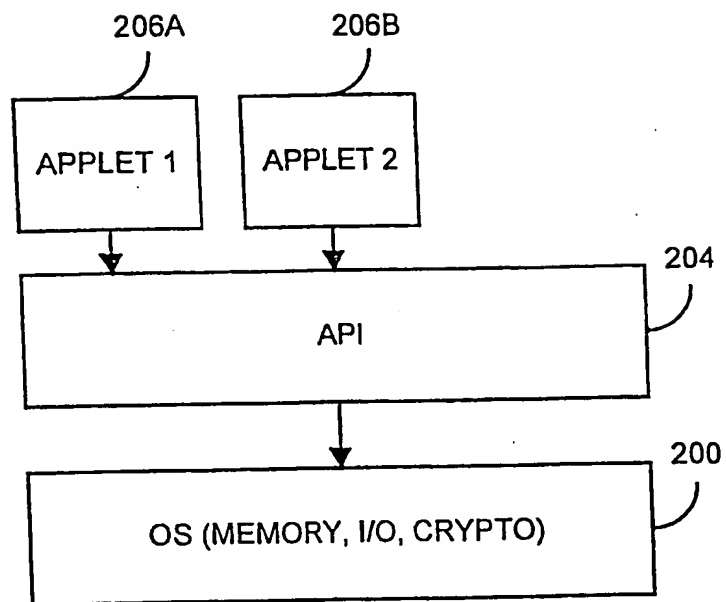 206A
206B
APPLET 1
APPLET 2
204
API
200
OS (MEMORY, I/O, CRYPTO)